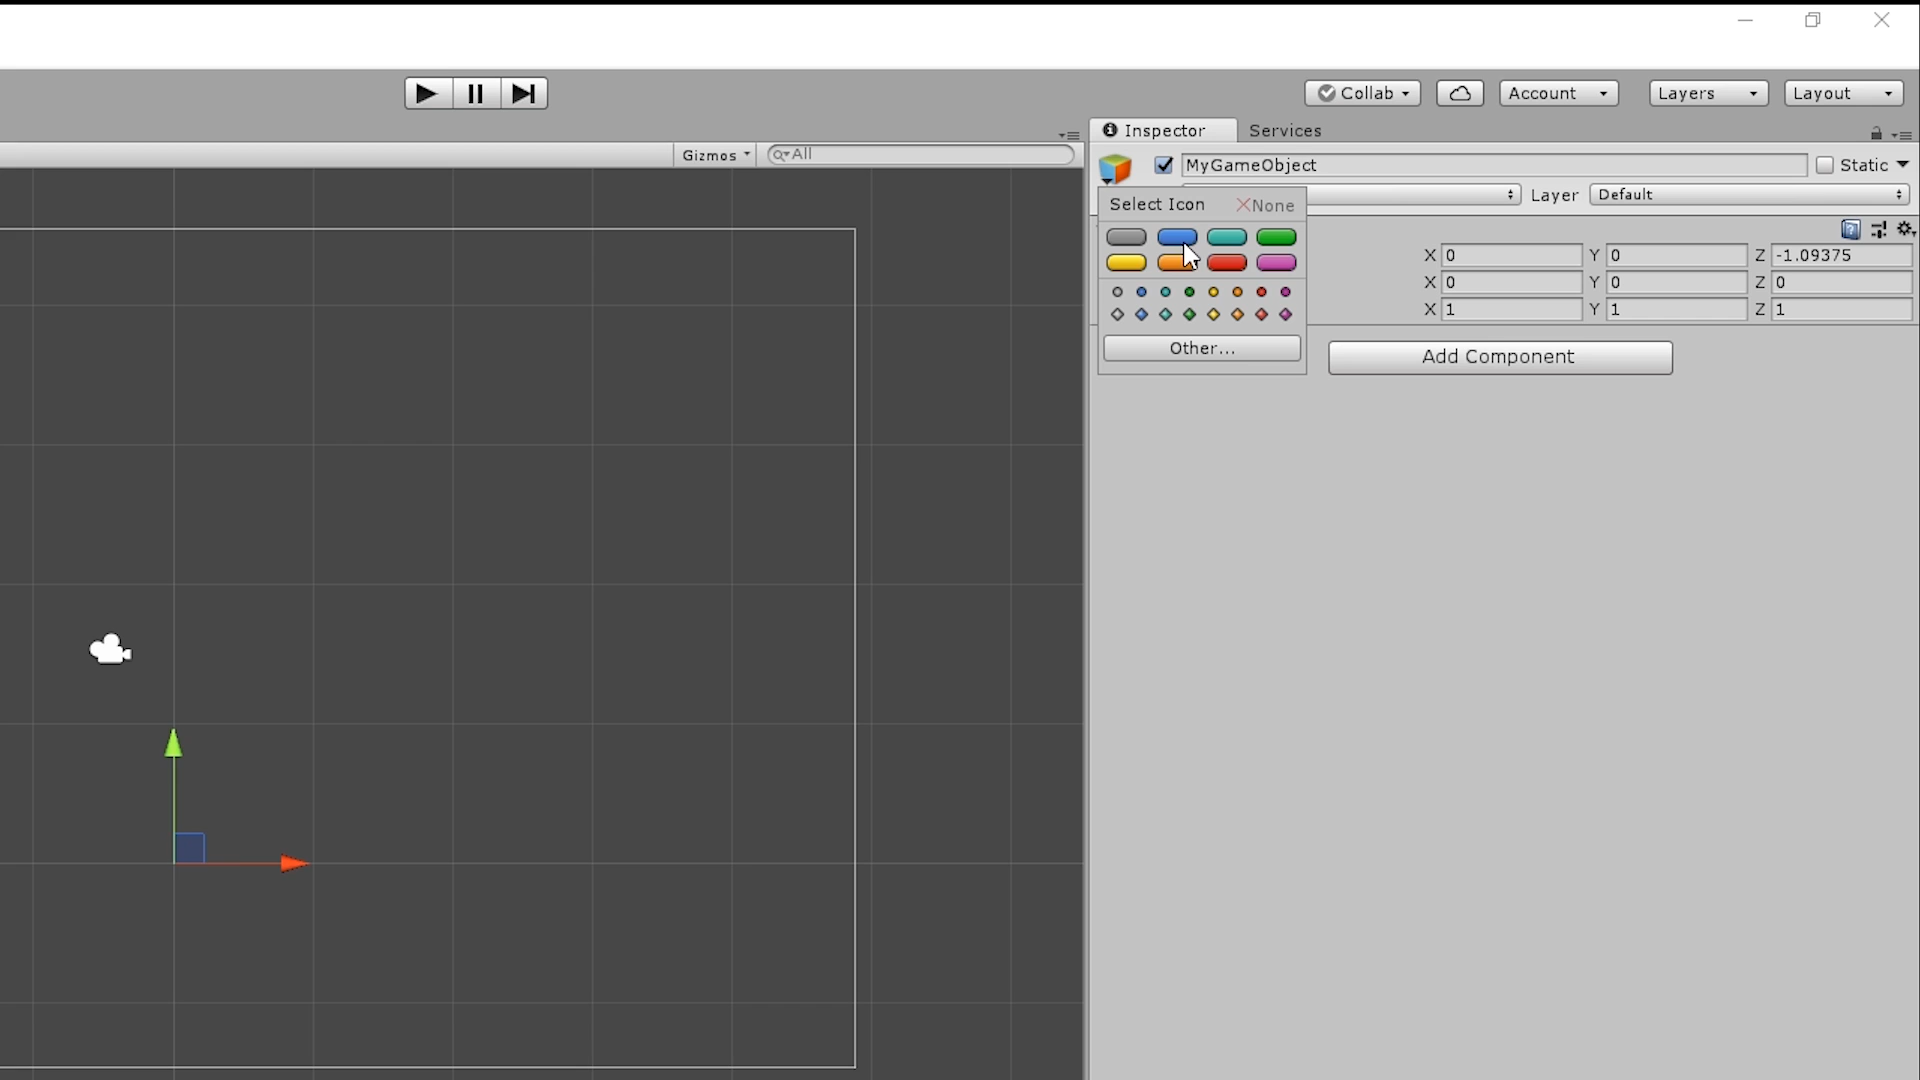 Collab
Account
Layers
Layout
Inspector
Services
Gizmos
All
MyGameObject
Static
Select Icon
None
Layer
Default
X 0 Y 0 Z -1.09375
X 0 Y 0 Z 0
X 1 Y 1 Z 1
Other...
Add Component